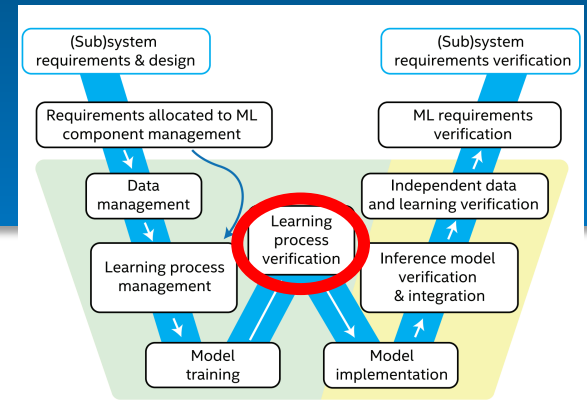 (Sub)system
requirements & design
(Sub)system
requirements verification
Requirements allocated to ML
component management
ML requirements
verification
Data
management
Independent data
and learning verification
Learning
process
verification
Learning process
management
Inference model
verification
& integration
Model
training
Model
implementation